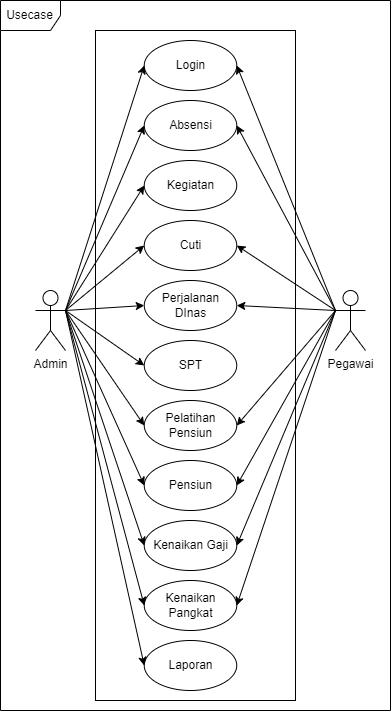 Usecase
Login
Absensi
Kegiatan
Cuti
Perjalanan
DInas
Admin
Pegawai
SPT
Pelatihan
Pensiun
Pensiun
Kenaikan Gaji
Kenaikan
Pangkat
Laporan